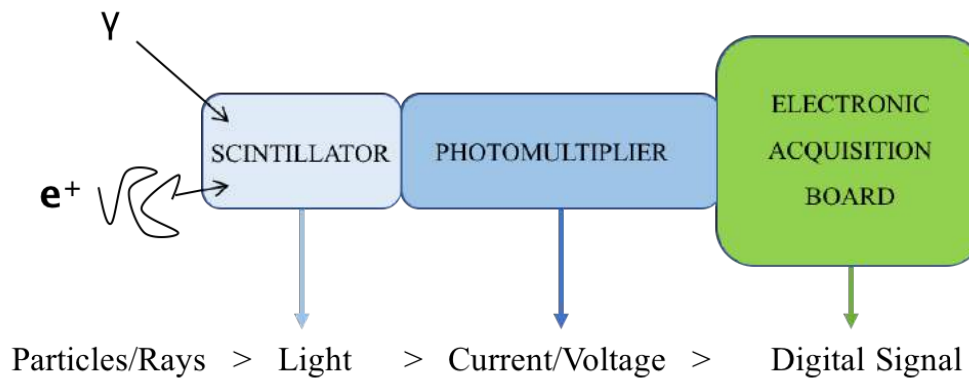 γ
SCINTILLATOR
PHOTOMULTIPLIER
ELECTRONIC
ACQUISITION
BOARD
e+
Particles/Rays > Light > Current/Voltage > Digital Signal